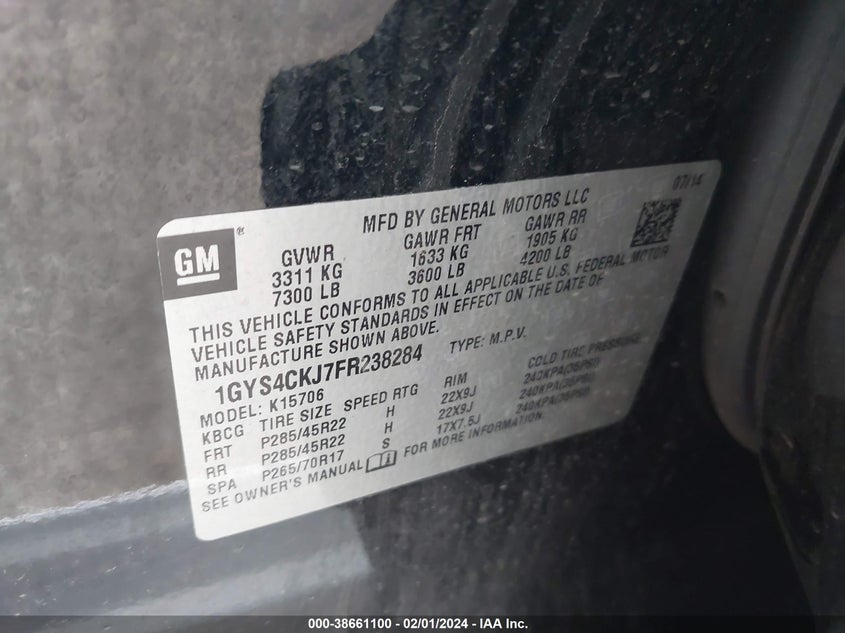 07/14
MFD BY GENERAL MOTORS LLC
GM®
GVWR GAWR FRT GAWR RR
3311 KG 1633 KG 1905 KG
7300 LB 3600 LB 4200 LB
THIS VEHICLE CONFORMS TO ALL APPLICABLE U.S. FEDERAL MOTOR
VEHICLE SAFETY STANDARDS IN EFFECT ON THE DATE OF
MANUFACTURE SHOWN ABOVE.
1GYS4CKJ7FR238284 TYPE: M.P.V.
MODEL: K15706
KBCG TIRE SIZE SPEED RTG RIM COLD TIRE PRESSURE
FRT P285/45R22 H 22X9J 240KPA(35PSI)
RR P285/45R22 H 22X9J 240KPA(35PSI)
SPA P265/70R17 S 17X7.5J 240KPA(35PSI)
SEE OWNER'S MANUAL FOR MORE INFORMATION.
000-38661100 - 02/01/2024 - IAA Inc.